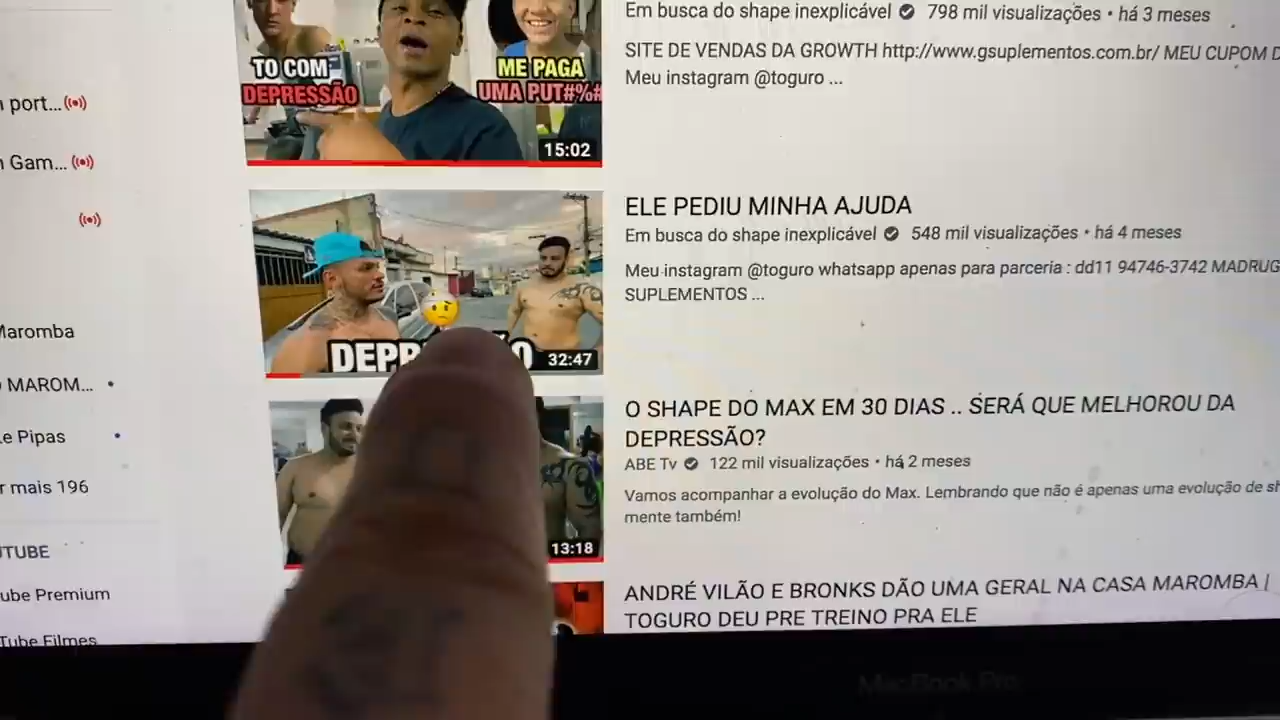 Em busca do shape inexplicável 798 mil visualizações • há 3 meses
TO COM
DEPRESSÃO
ME PAGA
UMA PUT#%#
15:02
SITE DE VENDAS DA GROWTH http://www.gsuplementos.com.br/ MEU CUPOM D
Meu instagram @toguro ...
port...
Gam...
ELE PEDIU MINHA AJUDA
Em busca do shape inexplicável 548 mil visualizações • há 4 meses
Meu instagram @toguro whatsapp apenas para parceria : dd11 94746-3742 MADRUG
SUPLEMENTOS ...
DEPR
O
32:47
Maromba
MAROM... •
e Pipas •
r mais 196
O SHAPE DO MAX EM 30 DIAS .. SERÁ QUE MELHOROU DA
DEPRESSÃO?
ABE Tv 122 mil visualizações • há 2 meses
Vamos acompanhar a evolução do Max. Lembrando que não é apenas uma evolução de sh
mente também!
13:18
UTUBE
ube Premium
Tube Filmes
ANDRÉ VILÃO E BRONKS DÃO UMA GERAL NA CASA MAROMBA |
TOGURO DEU PRE TREINO PRA ELE
MacBook Pro